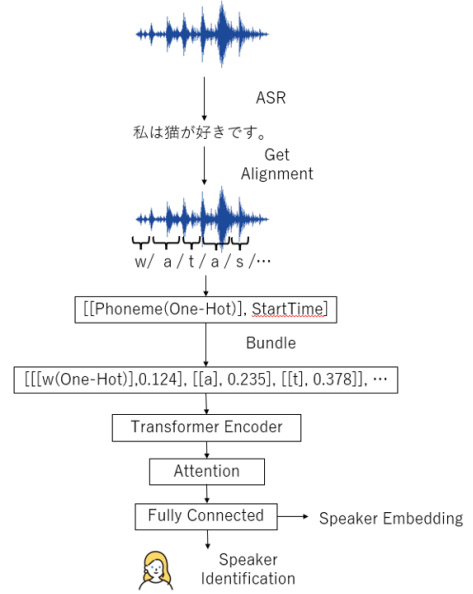 ASR
私は猫が好きです。
Get
Alignment
w/ a / t / a / s /…
[[Phoneme(One-Hot)], StartTime]
Bundle
[[[w(One-Hot)],0.124], [[a], 0.235], [[t], 0.378]], …
Transformer Encoder
Attention
Fully Connected
Speaker Embedding
Speaker
Identification